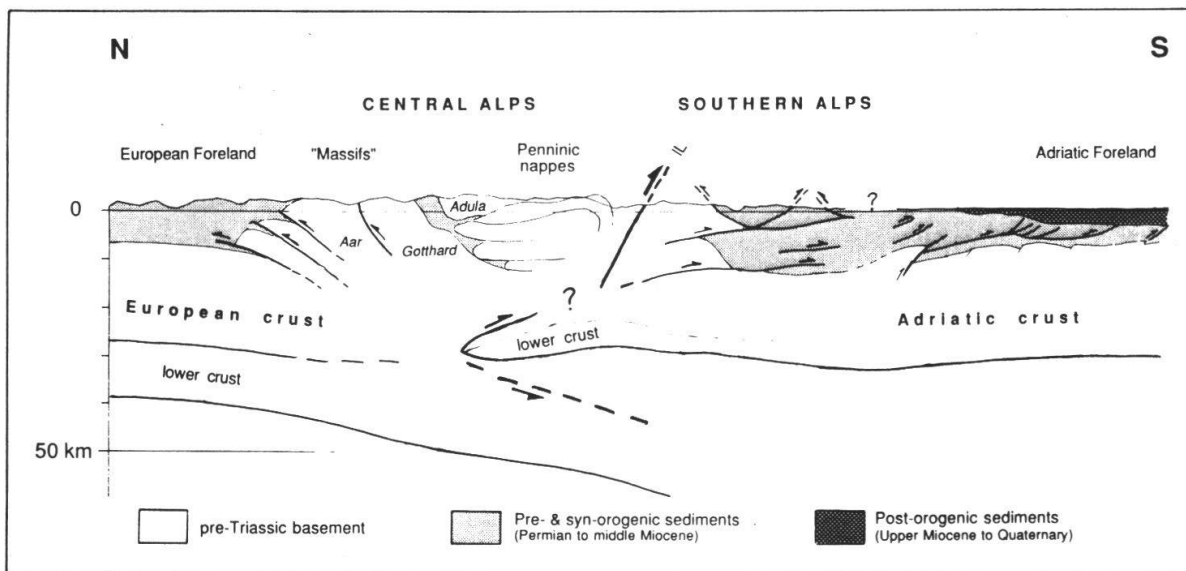 N
S
CENTRAL ALPS
SOUTHERN ALPS
European Foreland
"Massifs"
Penninic
nappes
IL
Adriatic Foreland
0
Adula
?
Aar
Gotthard
European crust
?
Adriatic crust
lower crust
lower crust
50 km
pre-Triassic basement
Pre- & syn-orogenic sediments
(Permian to middle Miocene)
Post-orogenic sediments
(Upper Miocene to Quaternary)